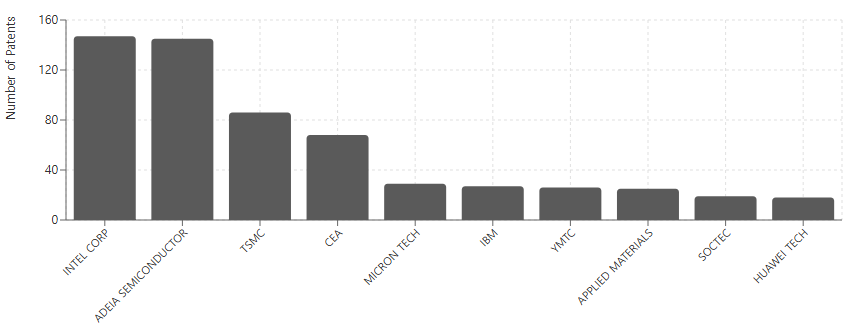 Number of Patents
160
120
80
40
0
INTEL CORP
ADEIA SEMICONDUCTOR
TSMC
CEA
MICRON TECH
IBM
YMTC
APPLIED MATERIALS
SOCTEC
HUAWEI TECH